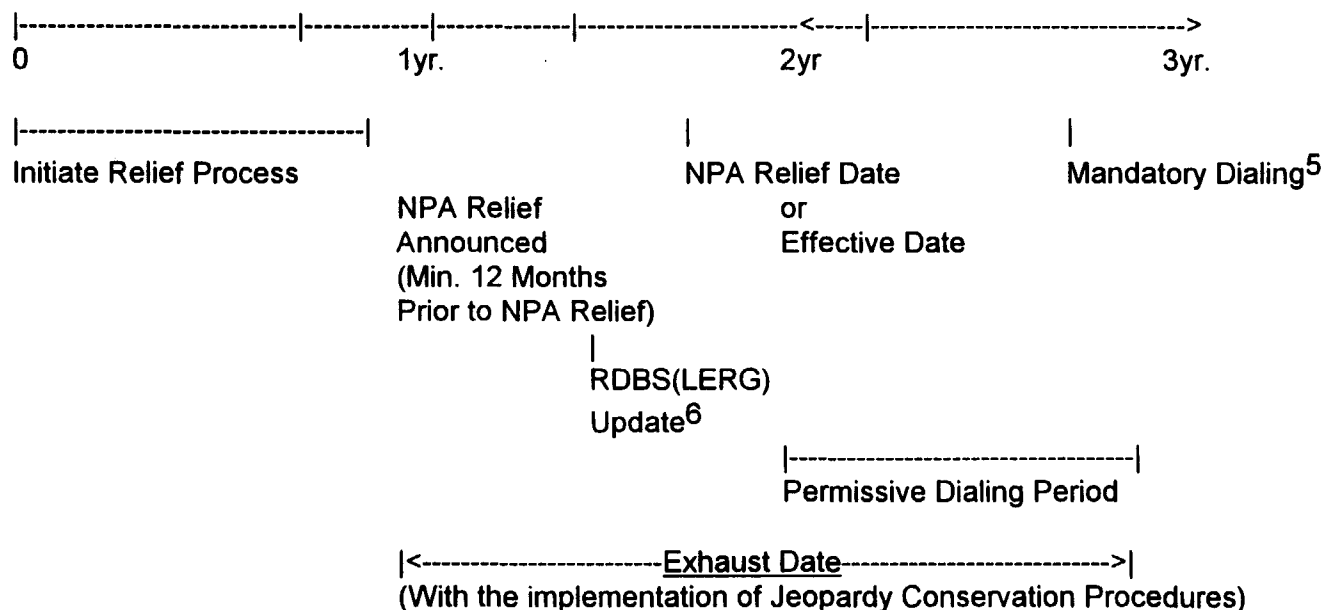 |----------------------------|------------|-------------|----------------------<-----|------------------------------->
0 1yr. 2yr 3yr.
|-----------------------------------| | |
Initiate Relief Process NPA Relief Date Mandatory Dialing5
NPA Relief or
Announced Effective Date
(Min. 12 Months
Prior to NPA Relief)
|
RDBS(LERG)
Update6
|----------------------------------|
Permissive Dialing Period
|<--------------------------Exhaust Date---------------------------->|
(With the implementation of Jeopardy Conservation Procedures)